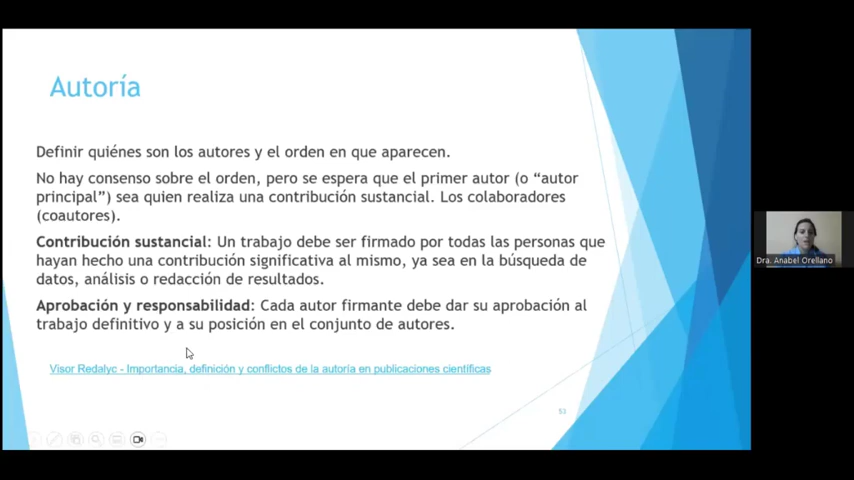 Autoría
Definir quiénes son los autores y el orden en que aparecen.
No hay consenso sobre el orden, pero se espera que el primer autor (o “autor
principal”) sea quien realiza una contribución sustancial. Los colaboradores
(coautores).
Contribución sustancial: Un trabajo debe ser firmado por todas las personas que
hayan hecho una contribución significativa al mismo, ya sea en la búsqueda de
datos, análisis o redacción de resultados.
Aprobación y responsabilidad: Cada autor firmante debe dar su aprobación al
trabajo definitivo y a su posición en el conjunto de autores.
Visor Redalyc - Importancia, definición y conflictos de la autoría en publicaciones científicas
53
Dra. Anabel Orellano